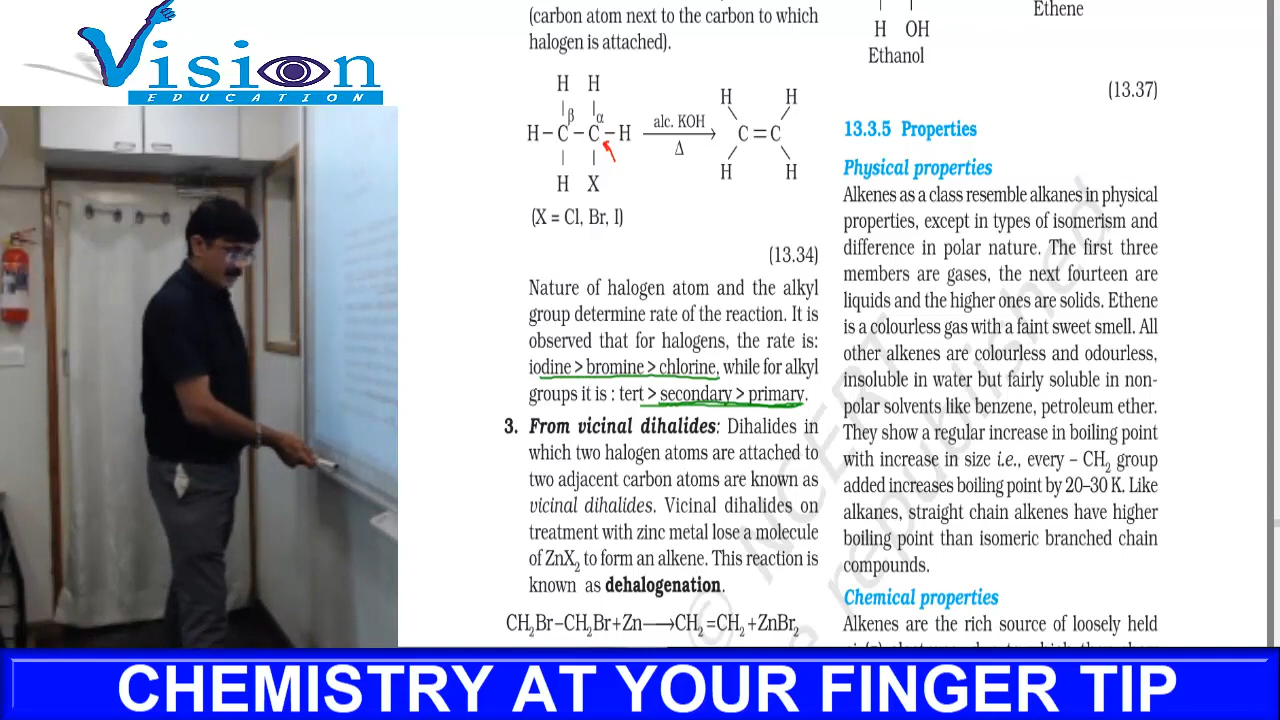 Vision
EDUCATION
(carbon atom next to the carbon to which
halogen is attached).
H H
| β | α
H – C – C – H alc. KOH Δ
| |
H X
H H
C = C
H H
(X = Cl, Br, I)
(13.34)
Nature of halogen atom and the alkyl
group determine rate of the reaction. It is
observed that for halogens, the rate is:
iodine > bromine > chlorine, while for alkyl
groups it is : tert > secondary > primary.
3. From vicinal dihalides: Dihalides in
which two halogen atoms are attached to
two adjacent carbon atoms are known as
vicinal dihalides. Vicinal dihalides on
treatment with zinc metal lose a molecule
of ZnX₂ to form an alkene. This reaction is
known as dehalogenation.
CH₂Br–CH₂Br+Zn⟶CH₂=CH₂+ZnBr₂
Ethene
H OH
Ethanol
(13.37)
13.3.5 Properties
Physical properties
Alkenes as a class resemble alkanes in physical
properties, except in types of isomerism and
difference in polar nature. The first three
members are gases, the next fourteen are
liquids and the higher ones are solids. Ethene
is a colourless gas with a faint sweet smell. All
other alkenes are colourless and odourless,
insoluble in water but fairly soluble in non-
polar solvents like benzene, petroleum ether.
They show a regular increase in boiling point
with increase in size i.e., every – CH₂ group
added increases boiling point by 20–30 K. Like
alkanes, straight chain alkenes have higher
boiling point than isomeric branched chain
compounds.
Chemical properties
Alkenes are the rich source of loosely held
© NCERT
republished
CHEMISTRY AT YOUR FINGER TIP